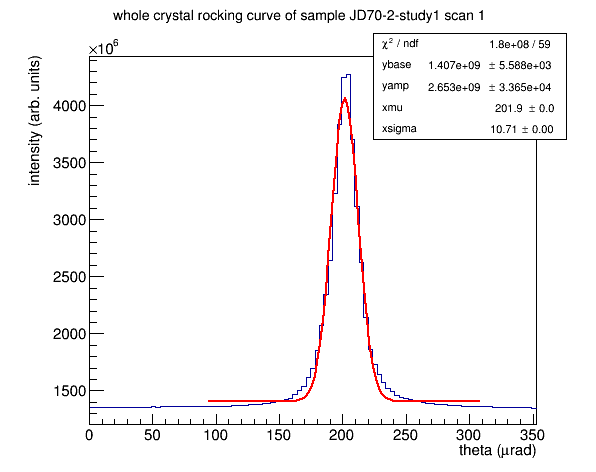 whole crystal rocking curve of sample JD70-2-study1 scan 1
×10⁶
χ² / ndf 1.8e+08 / 59
ybase 1.407e+09 ± 5.588e+03
yamp 2.653e+09 ± 3.365e+04
xmu 201.9 ± 0.0
xsigma 10.71 ± 0.00
intensity (arb. units)
4000
3500
3000
2500
2000
1500
0 50 100 150 200 250 300 350
theta (μrad)